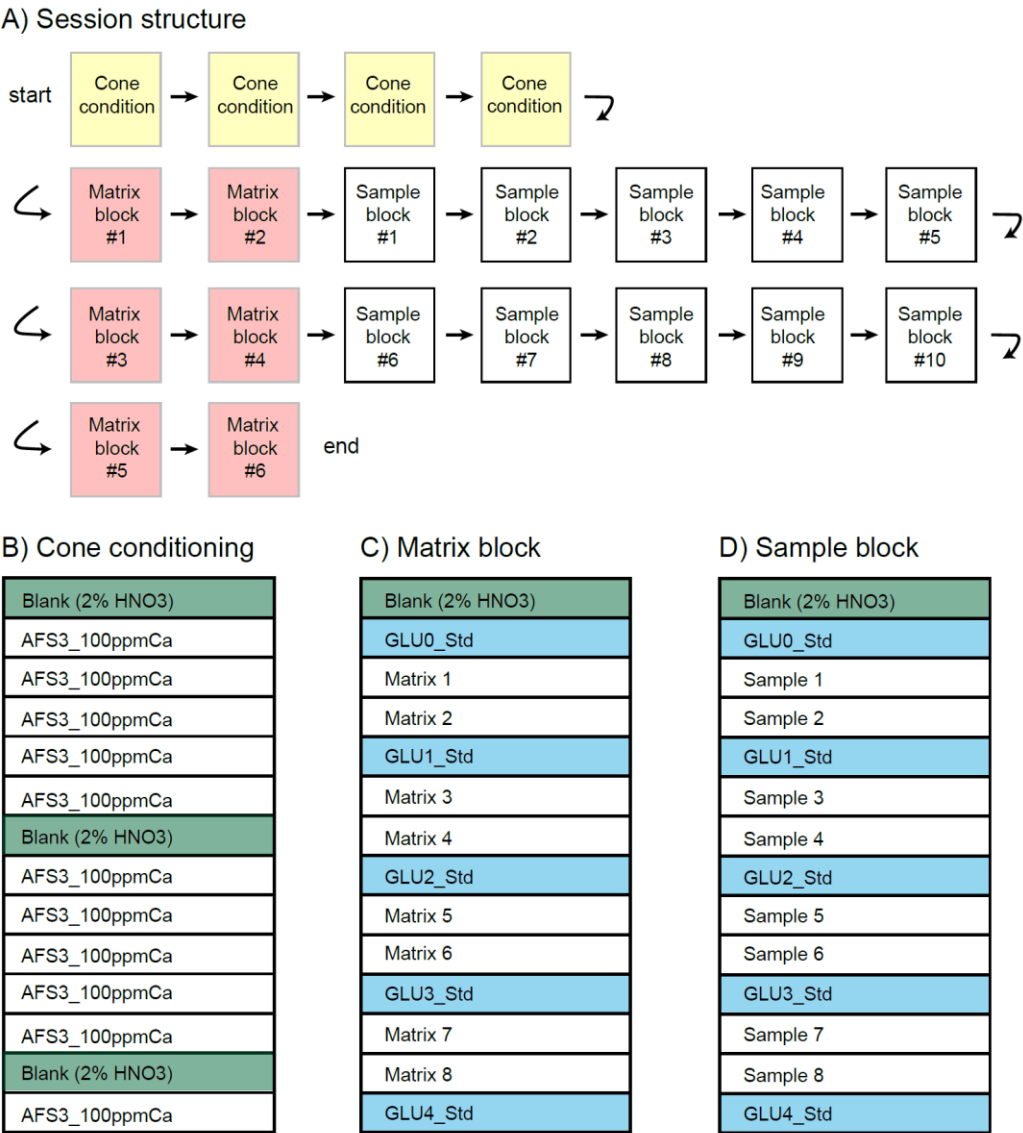 A) Session structure
start
Cone
condition
Cone
condition
Cone
condition
Cone
condition
Matrix
block
#1
Matrix
block
#2
Sample
block
#1
Sample
block
#2
Sample
block
#3
Sample
block
#4
Sample
block
#5
Matrix
block
#3
Matrix
block
#4
Sample
block
#6
Sample
block
#7
Sample
block
#8
Sample
block
#9
Sample
block
#10
Matrix
block
#5
Matrix
block
#6
end
B) Cone conditioning
Blank (2% HNO3)
AFS3_100ppmCa
AFS3_100ppmCa
AFS3_100ppmCa
AFS3_100ppmCa
AFS3_100ppmCa
Blank (2% HNO3)
AFS3_100ppmCa
AFS3_100ppmCa
AFS3_100ppmCa
AFS3_100ppmCa
AFS3_100ppmCa
Blank (2% HNO3)
AFS3_100ppmCa
C) Matrix block
Blank (2% HNO3)
GLU0_Std
Matrix 1
Matrix 2
GLU1_Std
Matrix 3
Matrix 4
GLU2_Std
Matrix 5
Matrix 6
GLU3_Std
Matrix 7
Matrix 8
GLU4_Std
D) Sample block
Blank (2% HNO3)
GLU0_Std
Sample 1
Sample 2
GLU1_Std
Sample 3
Sample 4
GLU2_Std
Sample 5
Sample 6
GLU3_Std
Sample 7
Sample 8
GLU4_Std